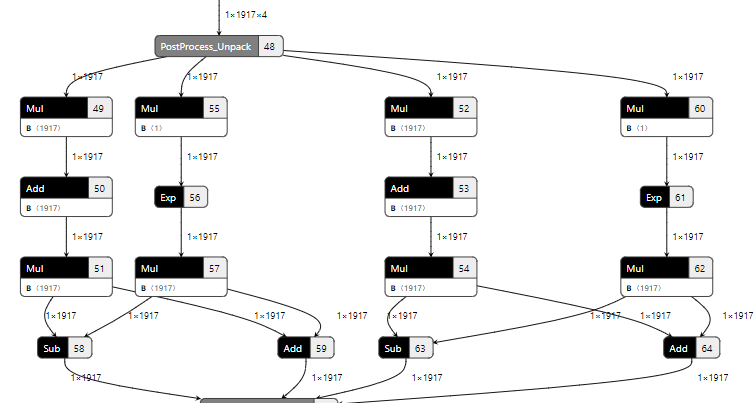 1×1917×4
PostProcess_Unpack 48
1×1917 1×1917 1×1917 1×1917
Mul 49 Mul 55 Mul 52 Mul 60
B ⟨1917⟩ B ⟨1⟩ B ⟨1917⟩ B ⟨1⟩
1×1917 1×1917 1×1917 1×1917
Add 50 Exp 56 Add 53 Exp 61
B ⟨1917⟩ B ⟨1917⟩
1×1917 1×1917 1×1917 1×1917
Mul 51 Mul 57 Mul 54 Mul 62
B ⟨1917⟩ B ⟨1917⟩ B ⟨1917⟩ B ⟨1917⟩
1×1917 1×1917 1×1917 1×1917 1×1917 1×1917 1×1917 1×1917
Sub 58 Add 59 Sub 63 Add 64
1×1917 1×1917 1×1917 1×1917